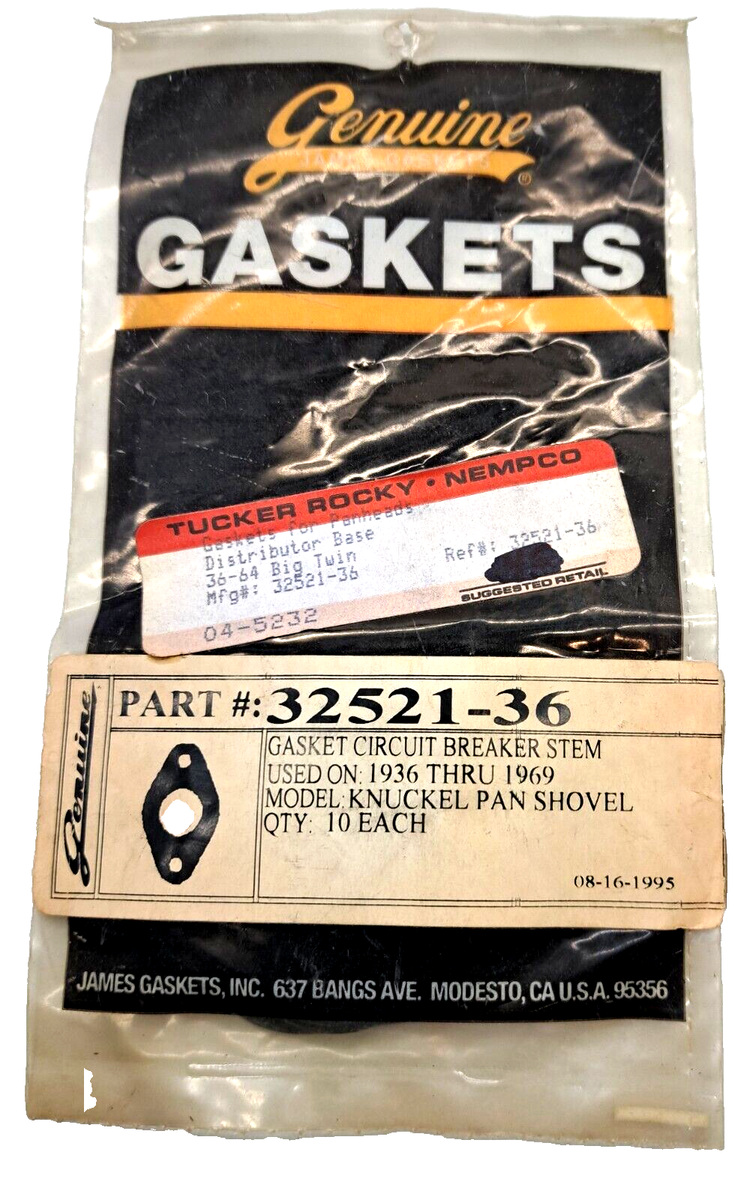 Genuine
JAMES GASKETS
®
GASKETS
TUCKER ROCKY • NEMPCO
Gaskets for Panheads
Distributor Base
36-64 Big Twin
Mfg#: 32521-36
Ref#: 32521-36
SUGGESTED RETAIL
04-5232
Genuine
PART #: 32521-36
GASKET CIRCUIT BREAKER STEM
USED ON: 1936 THRU 1969
MODEL: KNUCKEL PAN SHOVEL
QTY: 10 EACH
08-16-1995
JAMES GASKETS, INC. 637 BANGS AVE. MODESTO, CA U.S.A. 95356